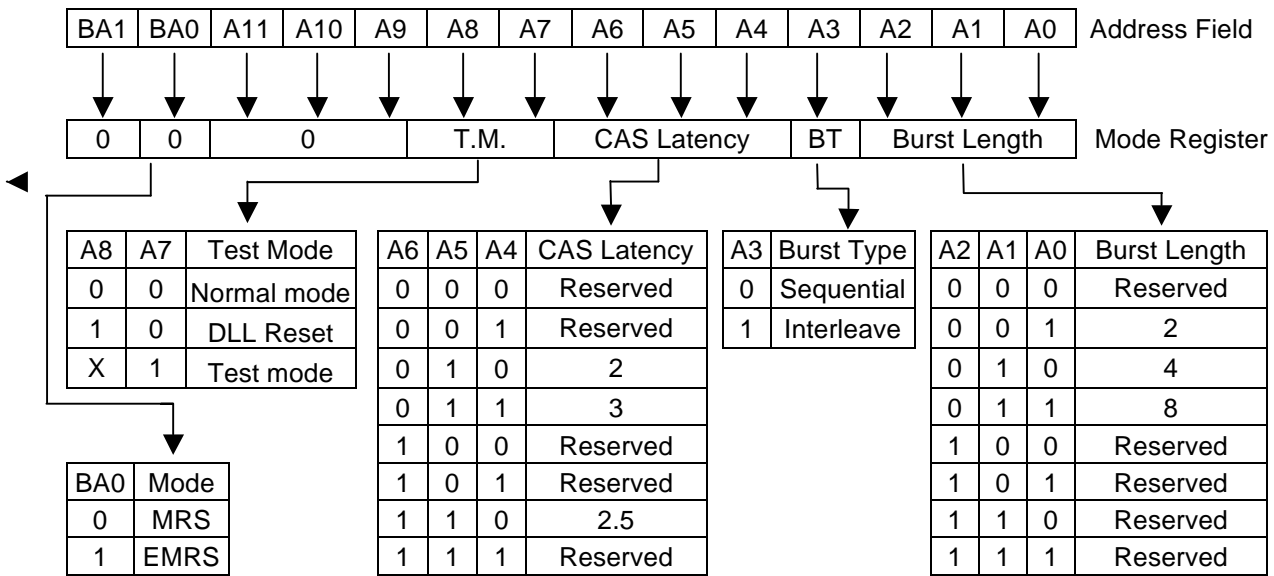 BA1 BA0 A11 A10 A9 A8 A7 A6 A5 A4 A3 A2 A1 A0 Address Field
0 0 0 T.M. CAS Latency BT Burst Length Mode Register
A8 A7 Test Mode
0 0 Normal mode
1 0 DLL Reset
X 1 Test mode
BA0 Mode
0 MRS
1 EMRS
A6 A5 A4 CAS Latency
0 0 0 Reserved
0 0 1 Reserved
0 1 0 2
0 1 1 3
1 0 0 Reserved
1 0 1 Reserved
1 1 0 2.5
1 1 1 Reserved
A3 Burst Type
0 Sequential
1 Interleave
A2 A1 A0 Burst Length
0 0 0 Reserved
0 0 1 2
0 1 0 4
0 1 1 8
1 0 0 Reserved
1 0 1 Reserved
1 1 0 Reserved
1 1 1 Reserved